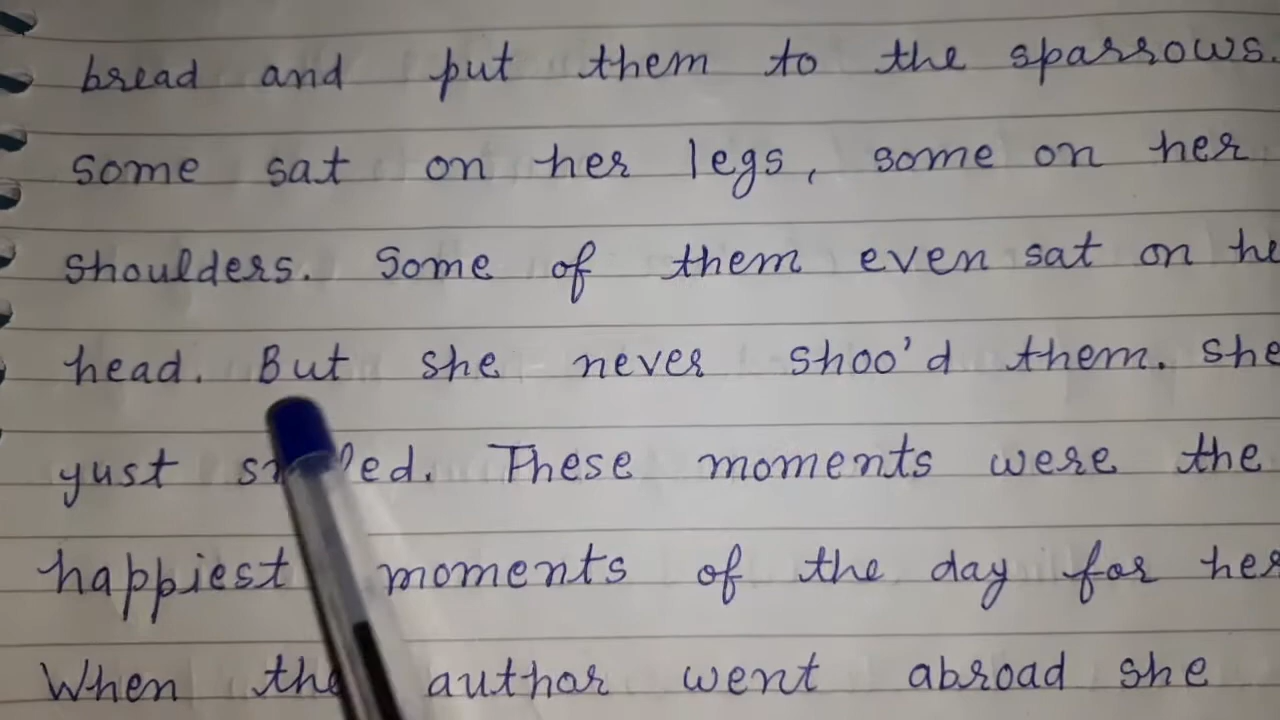 bread and put them to the sparrows.
Some sat on her legs, some on her
shoulders. Some of them even sat on he
head. But she never shoo'd them. She
yust These moments were the
happiest moments of the day for her
When the author went abroad she